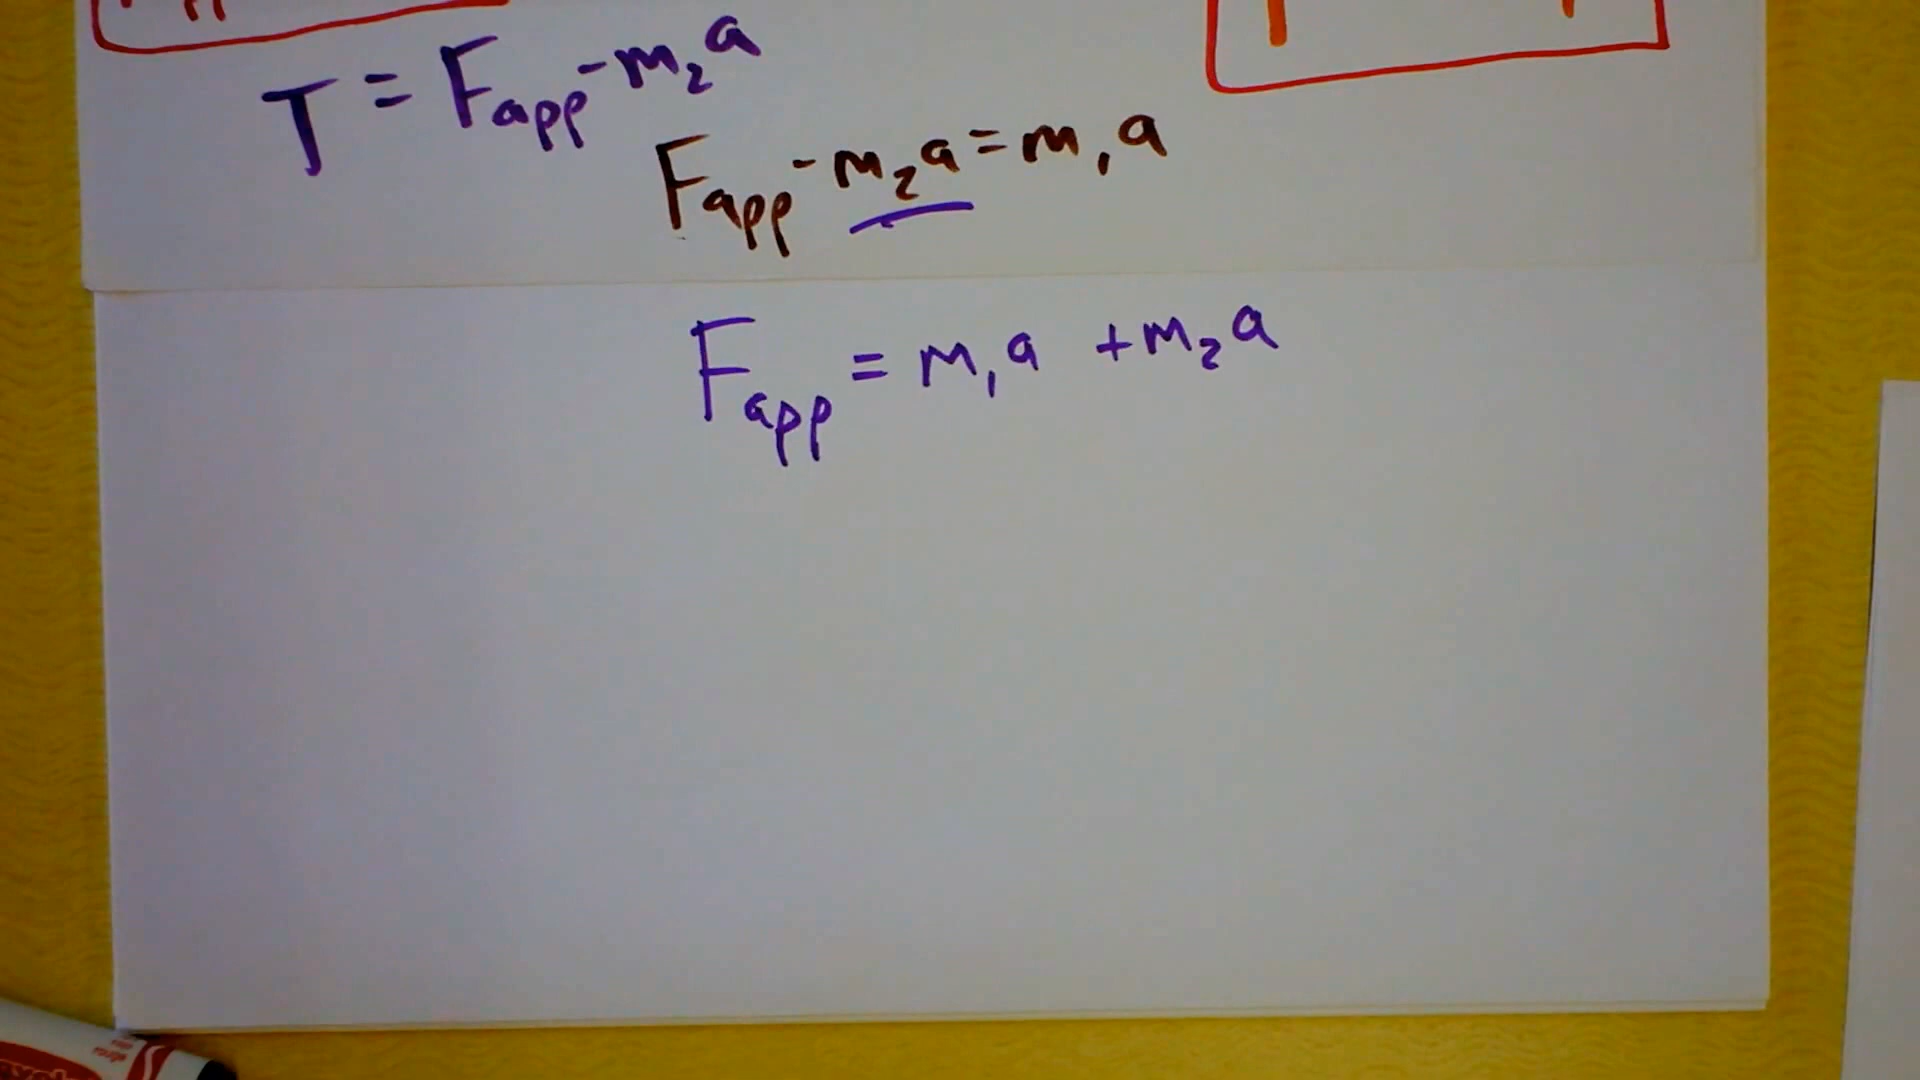 T = Fapp - m₂a
Fapp - m₂a = m₁a
Fapp = m₁a + m₂a